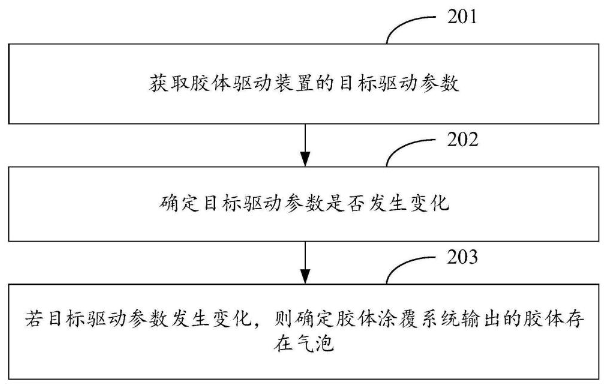 201
获取胶体驱动装置的目标驱动参数
202
确定目标驱动参数是否发生变化
203
若目标驱动参数发生变化，则确定胶体涂覆系统输出的胶体存
在气泡